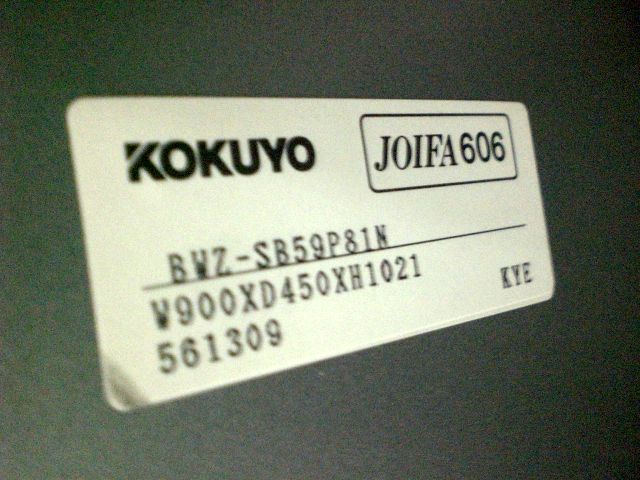 KOKUYO
JOIFA606
BWZ-SB59P81N
W900XD450XH1021
KYE
561309